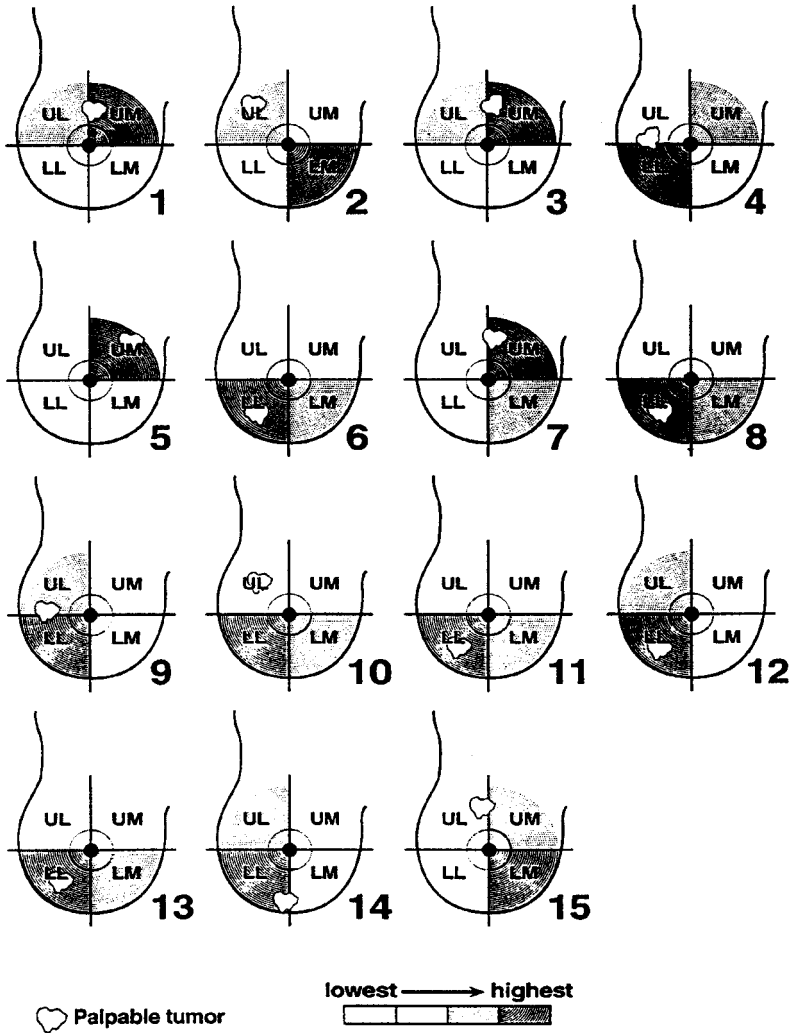 UL UM UL UM UL UM UL UM
LL LM LL LM LL LM LL LM
1 2 3 4
UL UM UL UM UL UM UL UM
LL LM LL LM LL LM LL LM
5 6 7 8
UL UM UL UM UL UM UL UM
LL LM LL LM LL LM LL LM
9 10 11 12
UL UM UL UM UL UM
LL LM LL LM LL LM
13 14 15
lowest highest
Palpable tumor